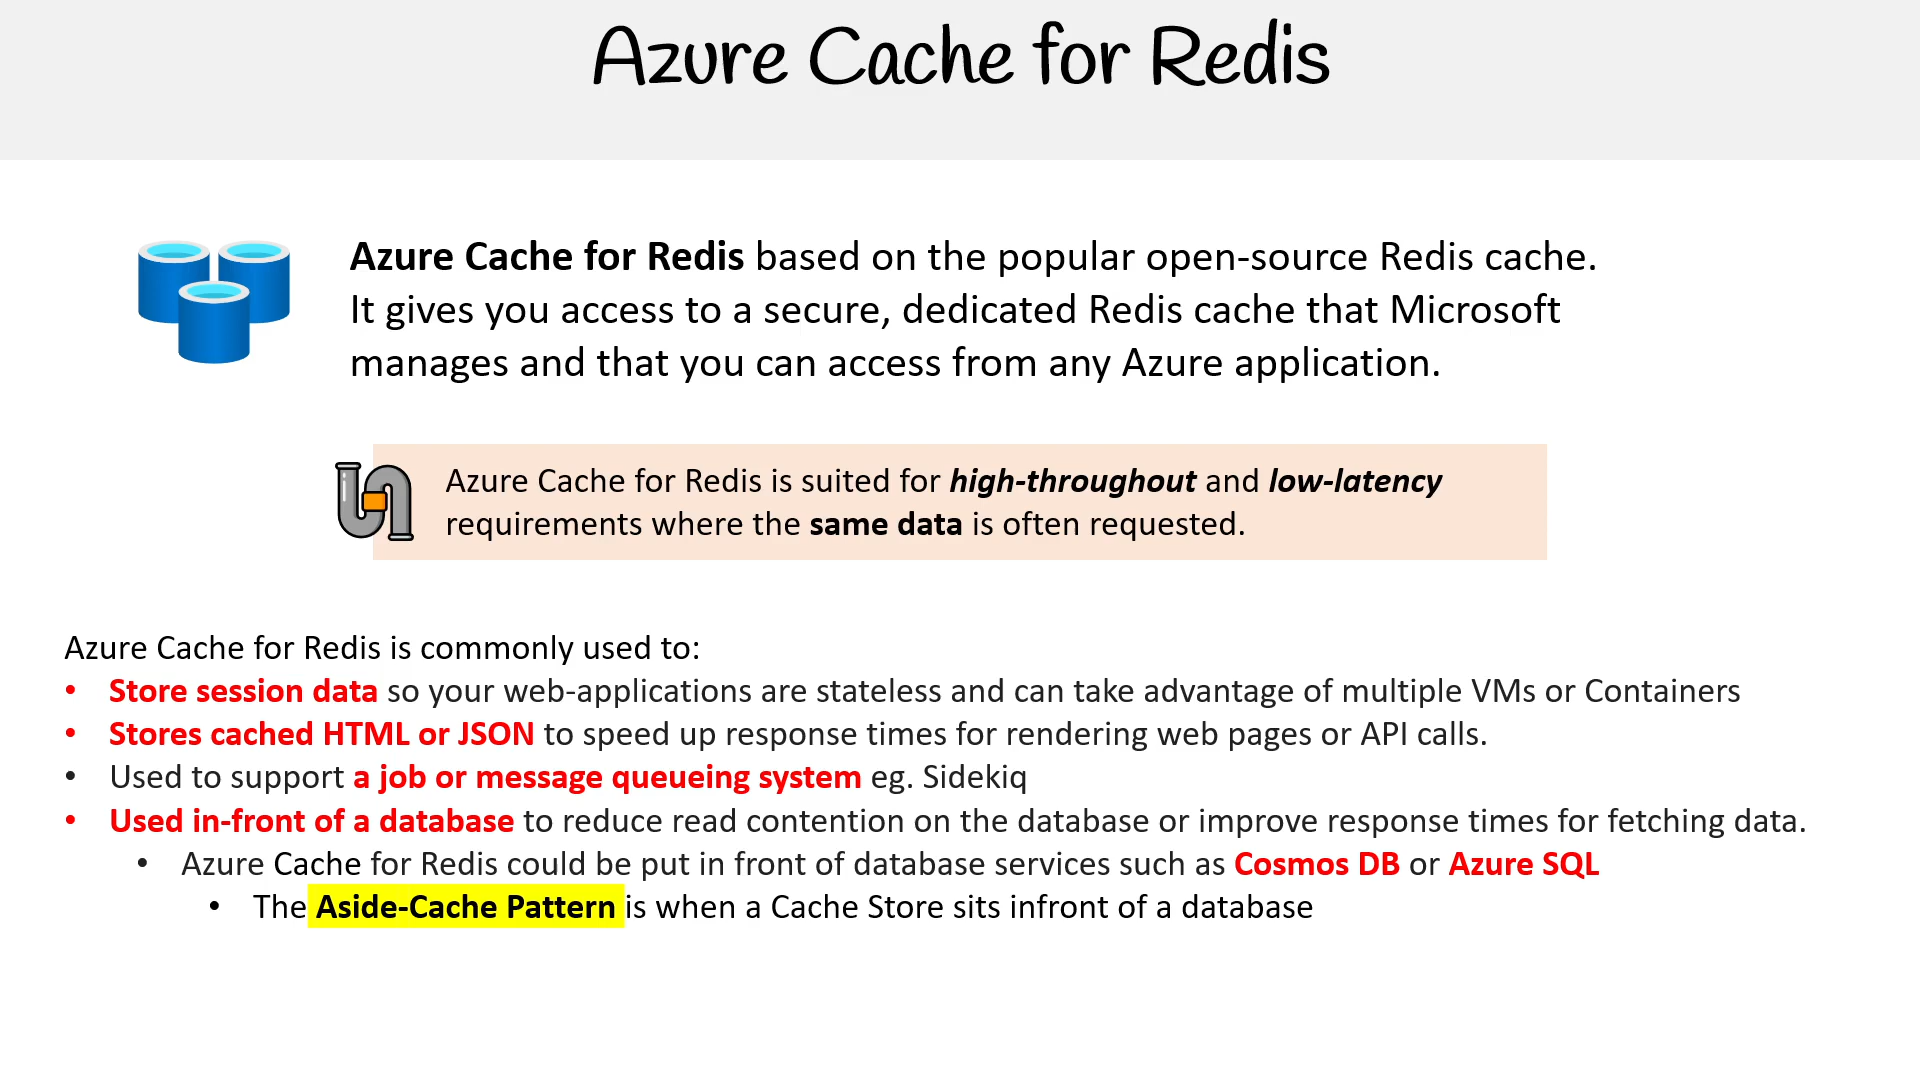 Azure Cache for Redis
Azure Cache for Redis based on the popular open-source Redis cache.
It gives you access to a secure, dedicated Redis cache that Microsoft
manages and that you can access from any Azure application.
Azure Cache for Redis is suited for high-throughout and low-latency
requirements where the same data is often requested.
Azure Cache for Redis is commonly used to:
• Store session data so your web-applications are stateless and can take advantage of multiple VMs or Containers
• Stores cached HTML or JSON to speed up response times for rendering web pages or API calls.
• Used to support a job or message queueing system eg. Sidekiq
• Used in-front of a database to reduce read contention on the database or improve response times for fetching data.
• Azure Cache for Redis could be put in front of database services such as Cosmos DB or Azure SQL
• The Aside-Cache Pattern is when a Cache Store sits infront of a database